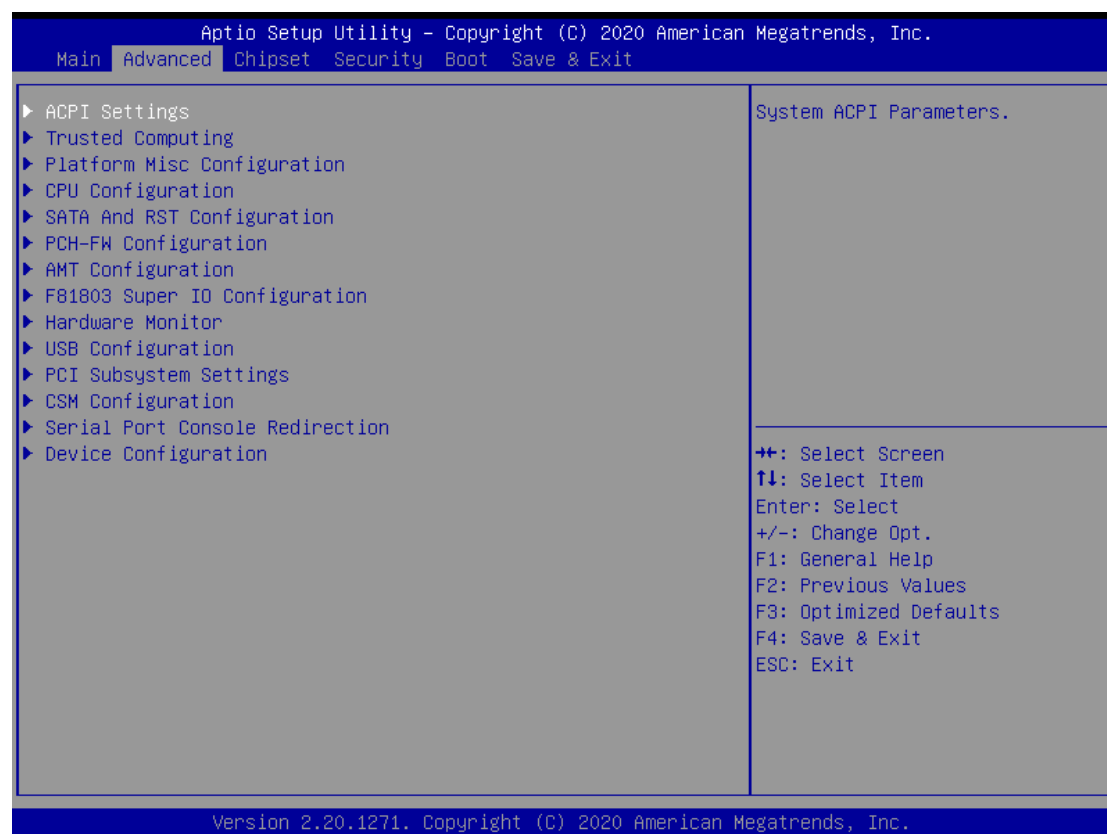 Aptio Setup Utility – Copyright (C) 2020 American Megatrends, Inc.
Main Advanced Chipset Security Boot Save & Exit
ACPI Settings
Trusted Computing
Platform Misc Configuration
CPU Configuration
SATA And RST Configuration
PCH-FW Configuration
AMT Configuration
F81803 Super IO Configuration
Hardware Monitor
USB Configuration
PCI Subsystem Settings
CSM Configuration
Serial Port Console Redirection
Device Configuration
System ACPI Parameters.
→←: Select Screen
↑↓: Select Item
Enter: Select
+/-: Change Opt.
F1: General Help
F2: Previous Values
F3: Optimized Defaults
F4: Save & Exit
ESC: Exit
Version 2.20.1271. Copyright (C) 2020 American Megatrends, Inc.